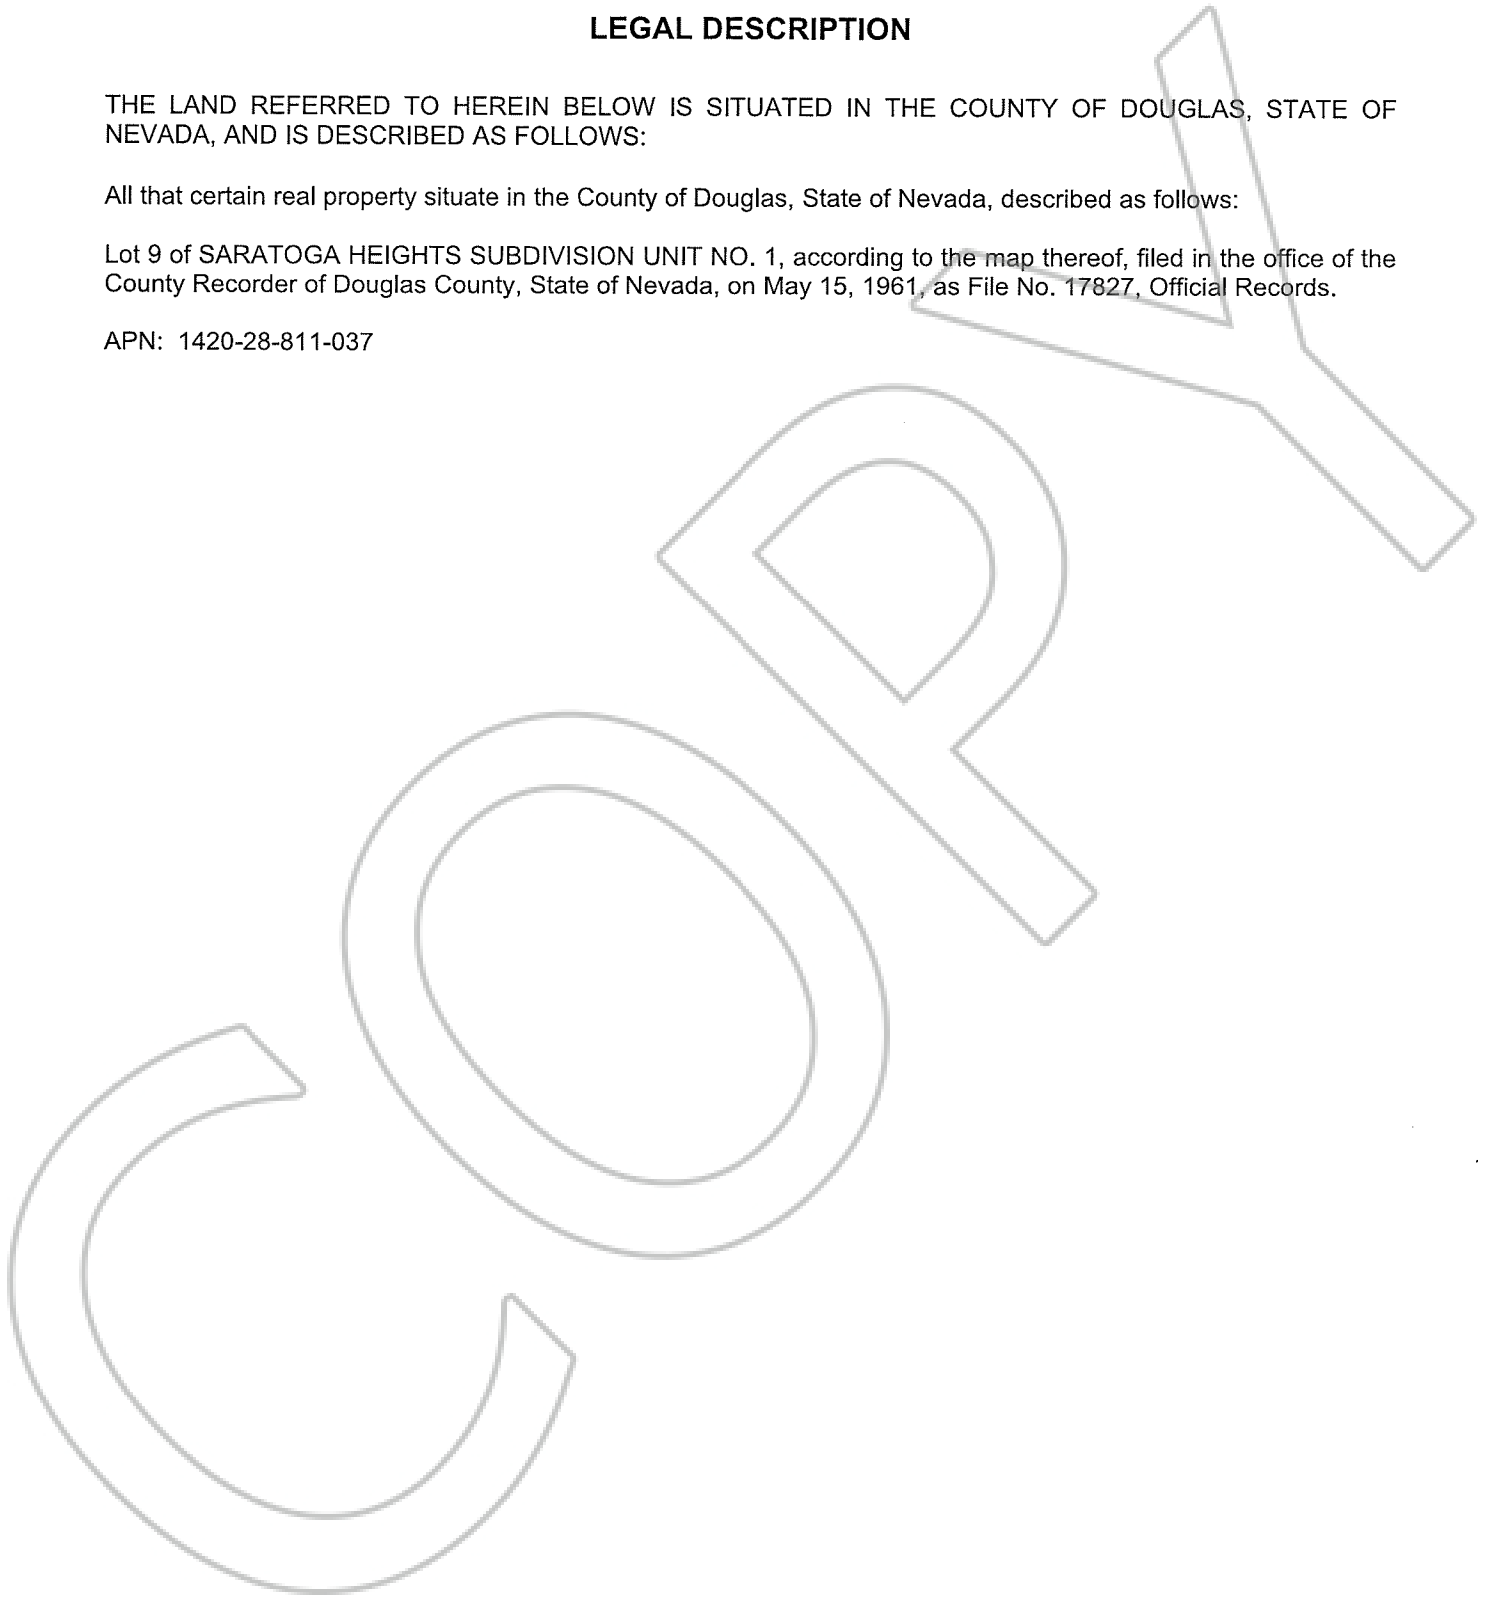 LEGAL DESCRIPTION
THE LAND REFERRED TO HEREIN BELOW IS SITUATED IN THE COUNTY OF DOUGLAS, STATE OF
NEVADA, AND IS DESCRIBED AS FOLLOWS:
All that certain real property situate in the County of Douglas, State of Nevada, described as follows:
Lot 9 of SARATOGA HEIGHTS SUBDIVISION UNIT NO. 1, according to the map thereof, filed in the office of the
County Recorder of Douglas County, State of Nevada, on May 15, 1961, as File No. 17827, Official Records.
APN: 1420-28-811-037
COPY